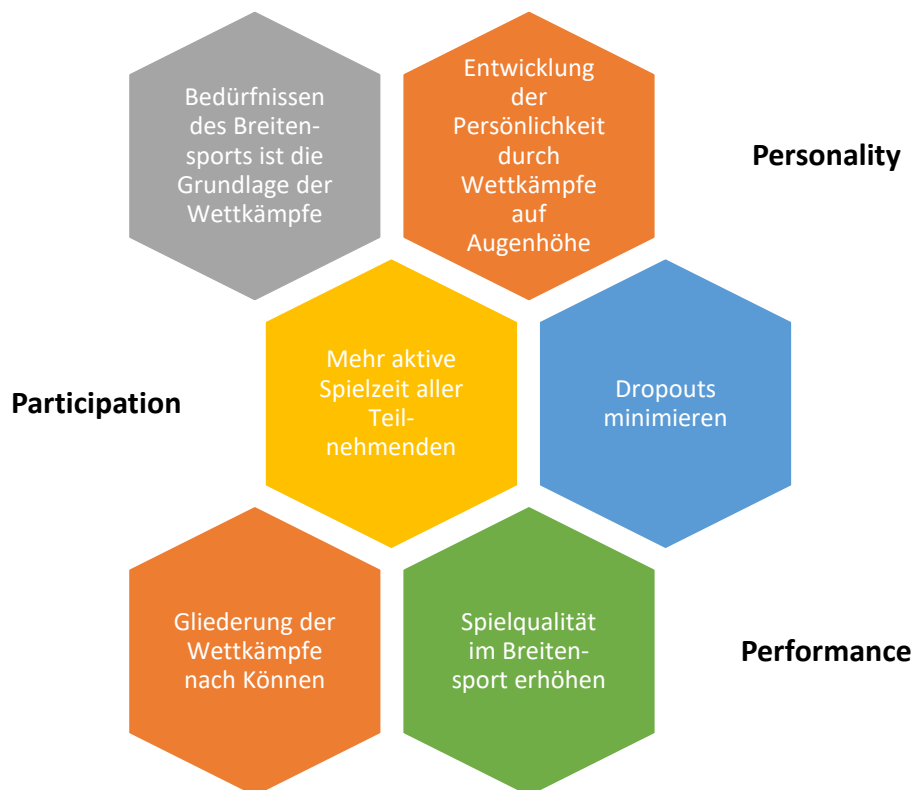 Bedürfnissen
des Breiten-
sports ist die
Grundlage der
Wettkämpfe
Entwicklung
der
Persönlichkeit
durch
Wettkämpfe
auf
Augenhöhe
Personality
Participation
Mehr aktive
Spielzeit aller
Teil-
nehmenden
Dropouts
minimieren
Gliederung der
Wettkämpfe
nach Können
Spielqualität
im Breiten-
sport erhöhen
Performance